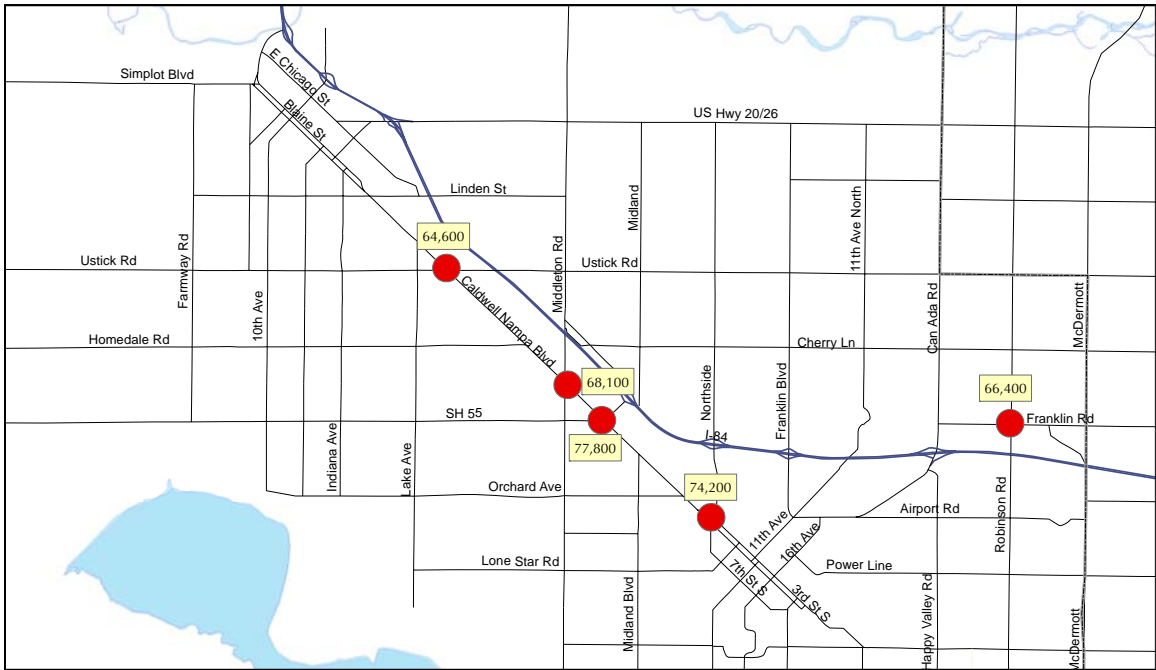 E Chicago St
Simplot Blvd
Blaine St
US Hwy 20/26
Linden St
Midland
11th Ave North
64,600
Middleton Rd
Farmway Rd
Ustick Rd
Ustick Rd
10th Ave
Caldwell Nampa Blvd
Can Ada Rd
McDermott
Homedale Rd
Cherry Ln
68,100
Northside
Franklin Blvd
66,400
SH 55
Franklin Rd
I-84
77,800
Indiana Ave
Lake Ave
Orchard Ave
74,200
Robinson Rd
Airport Rd
11th Ave
16th Ave
Lone Star Rd
Power Line
7th St S
3rd St S
Midland Blvd
Happy Valley Rd
McDermott